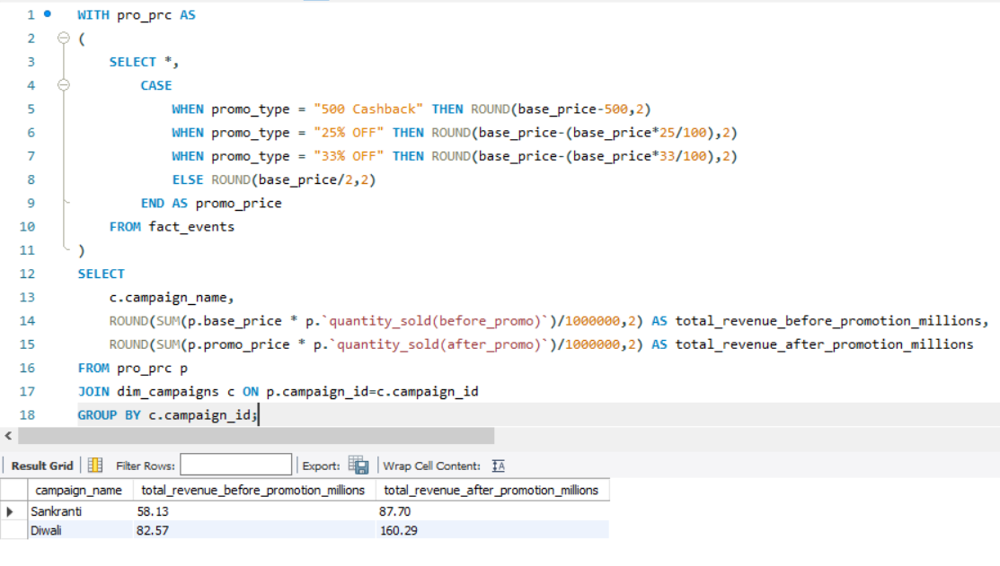 1 WITH pro_prc AS
2 (
3 SELECT *,
4 CASE
5 WHEN promo_type = "500 Cashback" THEN ROUND(base_price-500,2)
6 WHEN promo_type = "25% OFF" THEN ROUND(base_price-(base_price*25/100),2)
7 WHEN promo_type = "33% OFF" THEN ROUND(base_price-(base_price*33/100),2)
8 ELSE ROUND(base_price/2,2)
9 END AS promo_price
10 FROM fact_events
11 )
12 SELECT
13 c.campaign_name,
14 ROUND(SUM(p.base_price * p.`quantity_sold(before_promo)`)/1000000,2) AS total_revenue_before_promotion_millions,
15 ROUND(SUM(p.promo_price * p.`quantity_sold(after_promo)`)/1000000,2) AS total_revenue_after_promotion_millions
16 FROM pro_prc p
17 JOIN dim_campaigns c ON p.campaign_id=c.campaign_id
18 GROUP BY c.campaign_id;
Result Grid Filter Rows: Export: Wrap Cell Content: IA
campaign_name total_revenue_before_promotion_millions total_revenue_after_promotion_millions
Sankranti 58.13 87.70
Diwali 82.57 160.29